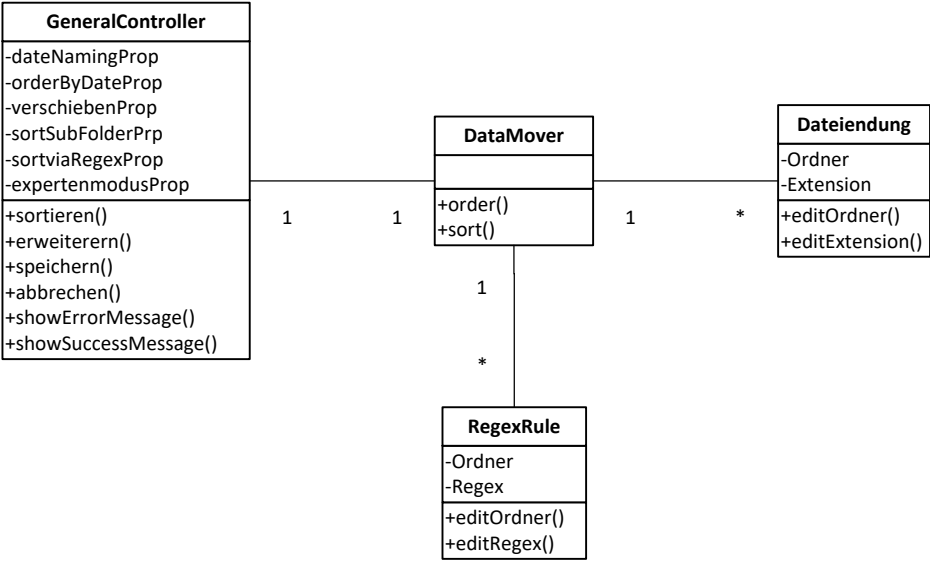 GeneralController
-dateNamingProp
-orderByDateProp
-verschiebenProp
-sortSubFolderPrp
-sortviaRegexProp
-expertenmodusProp
+sortieren()
+erweiterern()
+speichern()
+abbrechen()
+showErrorMessage()
+showSuccessMessage()
1
1
DataMover
+order()
+sort()
1
*
Dateiendung
-Ordner
-Extension
+editOrdner()
+editExtension()
1
*
RegexRule
-Ordner
-Regex
+editOrdner()
+editRegex()